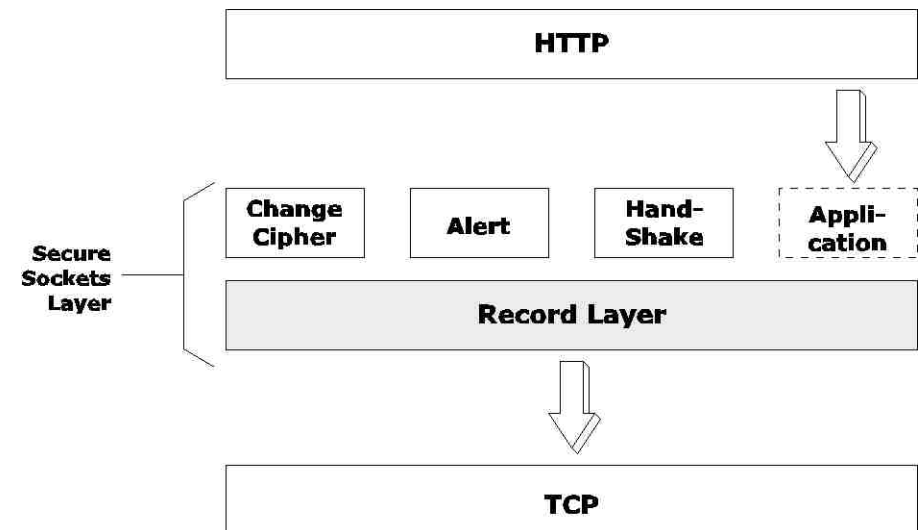 HTTP
Change
Cipher
Alert
Hand-
Shake
Appli-
cation
Secure
Sockets
Layer
Record Layer
TCP